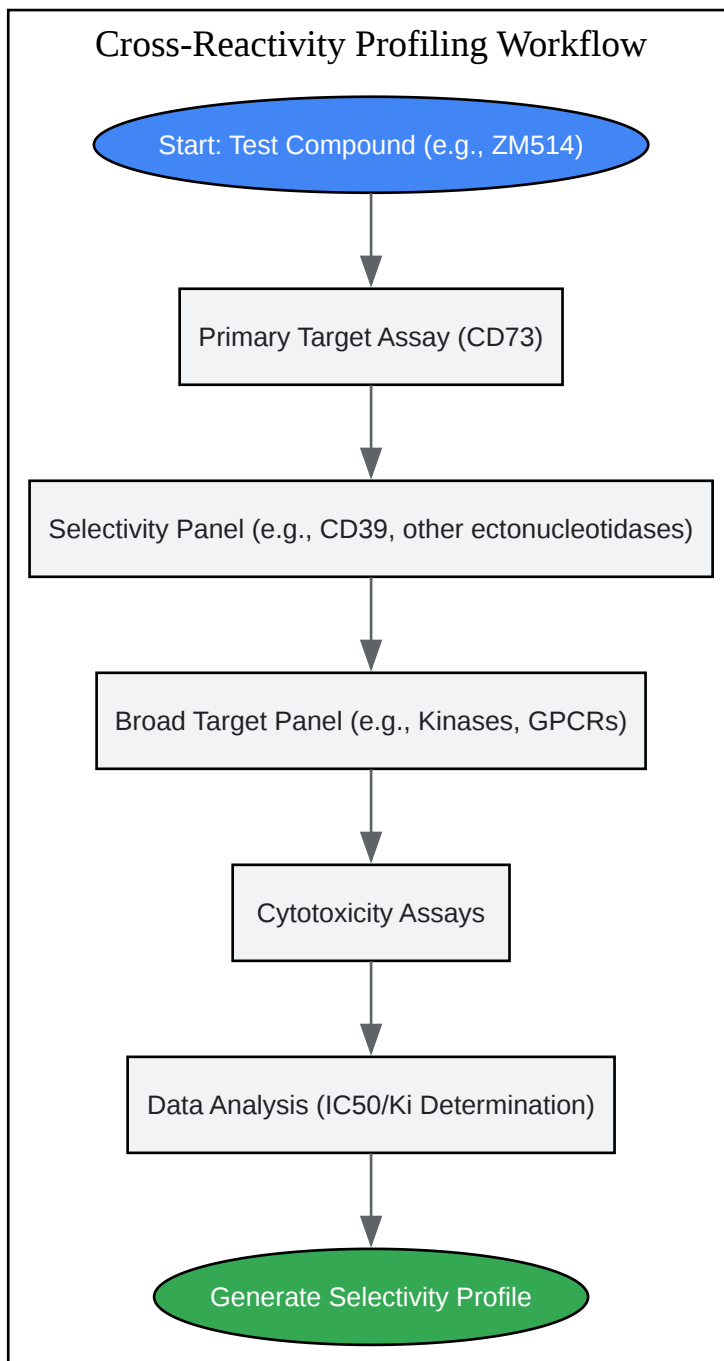 Cross-Reactivity Profiling Workflow
Start: Test Compound (e.g., ZM514)
Primary Target Assay (CD73)
Selectivity Panel (e.g., CD39, other ectonucleotidases)
Broad Target Panel (e.g., Kinases, GPCRs)
Cytotoxicity Assays
Data Analysis (IC50/Ki Determination)
Generate Selectivity Profile